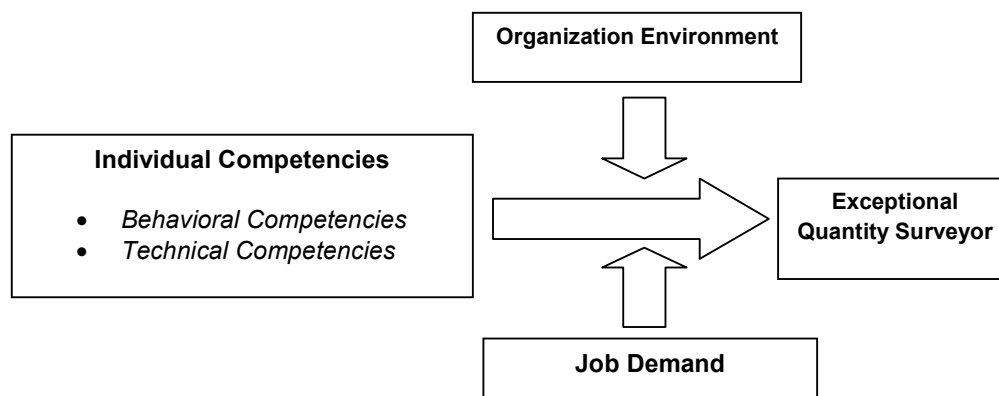 Organization Environment
Individual Competencies
• Behavioral Competencies
• Technical Competencies
Exceptional
Quantity Surveyor
Job Demand